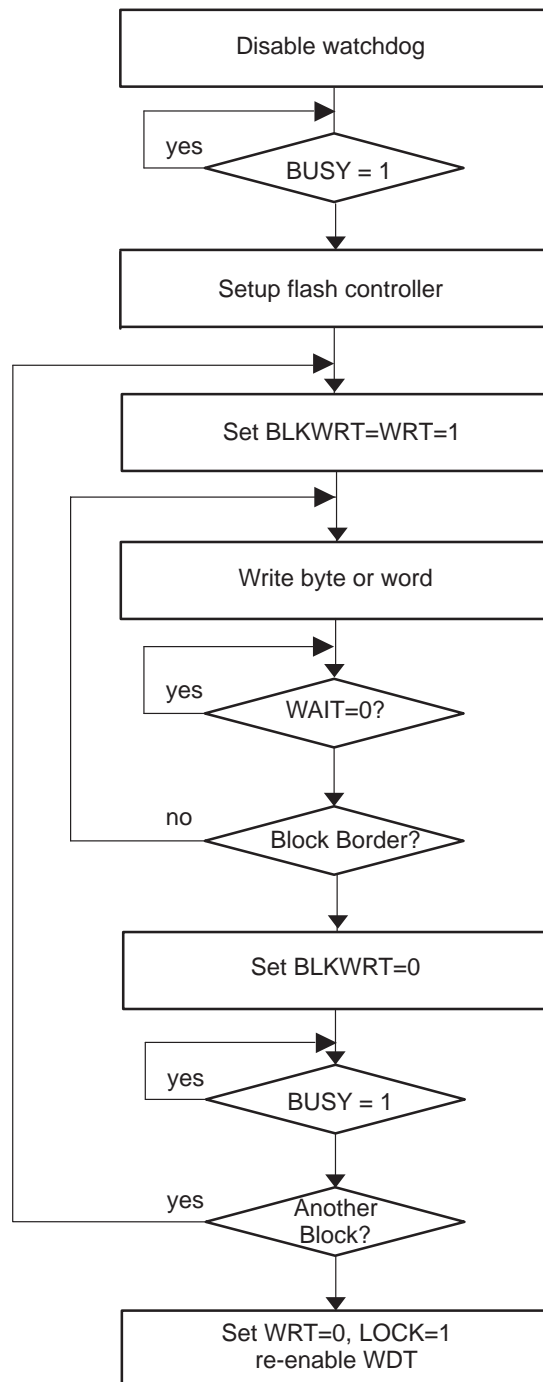 Disable watchdog
yes
BUSY = 1
Setup flash controller
Set BLKWRT=WRT=1
Write byte or word
yes
WAIT=0?
no
Block Border?
Set BLKWRT=0
yes
BUSY = 1
yes
Another
Block?
Set WRT=0, LOCK=1
re-enable WDT